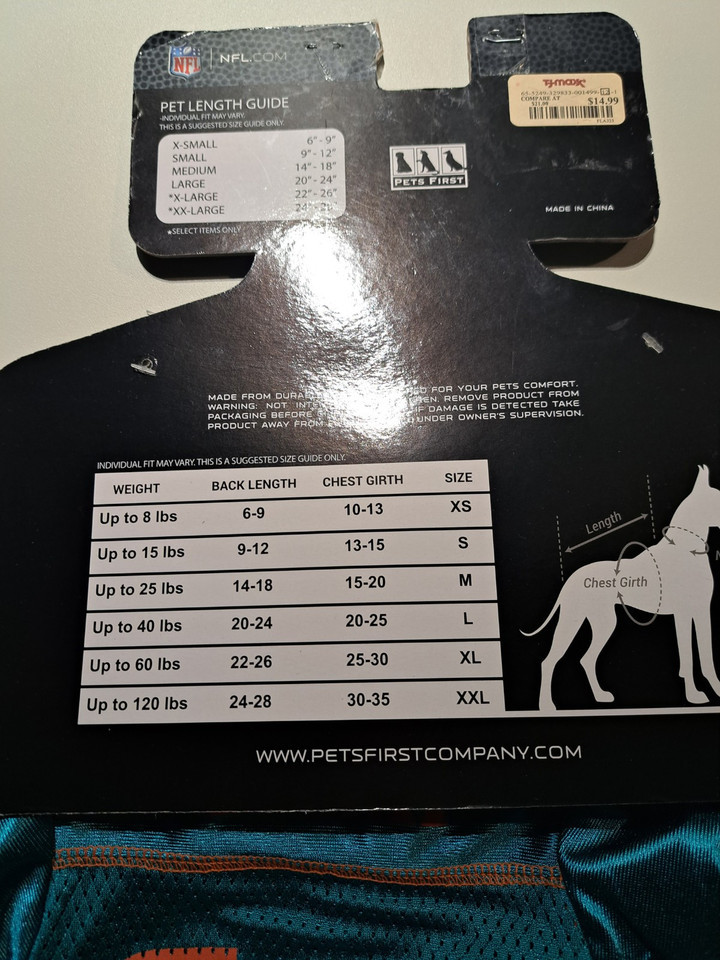 NFL | NFL.COM
PET LENGTH GUIDE
-INDIVIDUAL FIT MAY VARY.
THIS IS A SUGGESTED SIZE GUIDE ONLY.
X-SMALL 6" - 9"
SMALL 9" - 12"
MEDIUM 14" - 18"
LARGE 20" - 24"
*X-LARGE 22" - 26"
*XX-LARGE
*SELECT ITEMS ONLY
PETS FIRST
T.J.maxx
COMPARE AT
$14.99
MADE IN CHINA
MADE FROM FOR YOUR PETS COMFORT.
WARNING: NOT REMOVE PRODUCT FROM
PACKAGING BEFORE IF DAMAGE IS DETECTED TAKE
PRODUCT AWAY FROM UNDER OWNER'S SUPERVISION.
INDIVIDUAL FIT MAY VARY. THIS IS A SUGGESTED SIZE GUIDE ONLY.
WEIGHT BACK LENGTH CHEST GIRTH SIZE
Up to 8 lbs 6-9 10-13 XS
Up to 15 lbs 9-12 13-15 S
Up to 25 lbs 14-18 15-20 M
Up to 40 lbs 20-24 20-25 L
Up to 60 lbs 22-26 25-30 XL
Up to 120 lbs 24-28 30-35 XXL
Length
Chest Girth
WWW.PETSFIRSTCOMPANY.COM